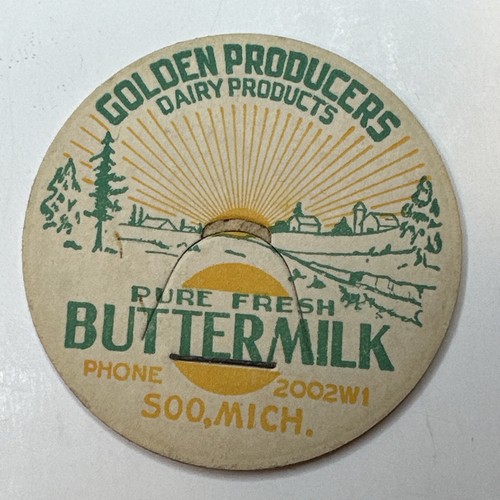 GOLDEN PRODUCERS
DAIRY PRODUCTS
PURE FRESH
BUTTERMILK
PHONE 2002W1
SOO, MICH.